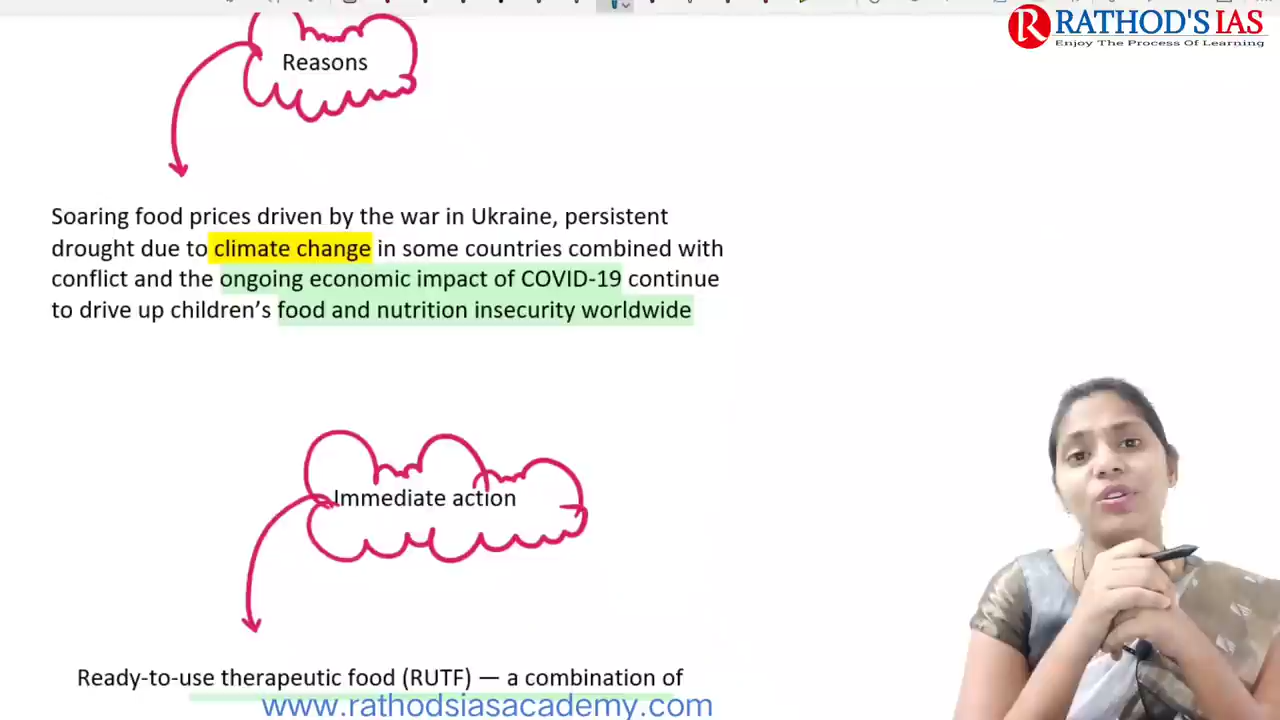 RATHOD'S IAS
Enjoy The Process Of Learning
Reasons
Soaring food prices driven by the war in Ukraine, persistent
drought due to climate change in some countries combined with
conflict and the ongoing economic impact of COVID-19 continue
to drive up children's food and nutrition insecurity worldwide
Immediate action
Ready-to-use therapeutic food (RUTF) — a combination of
www.rathodsiasacademy.com